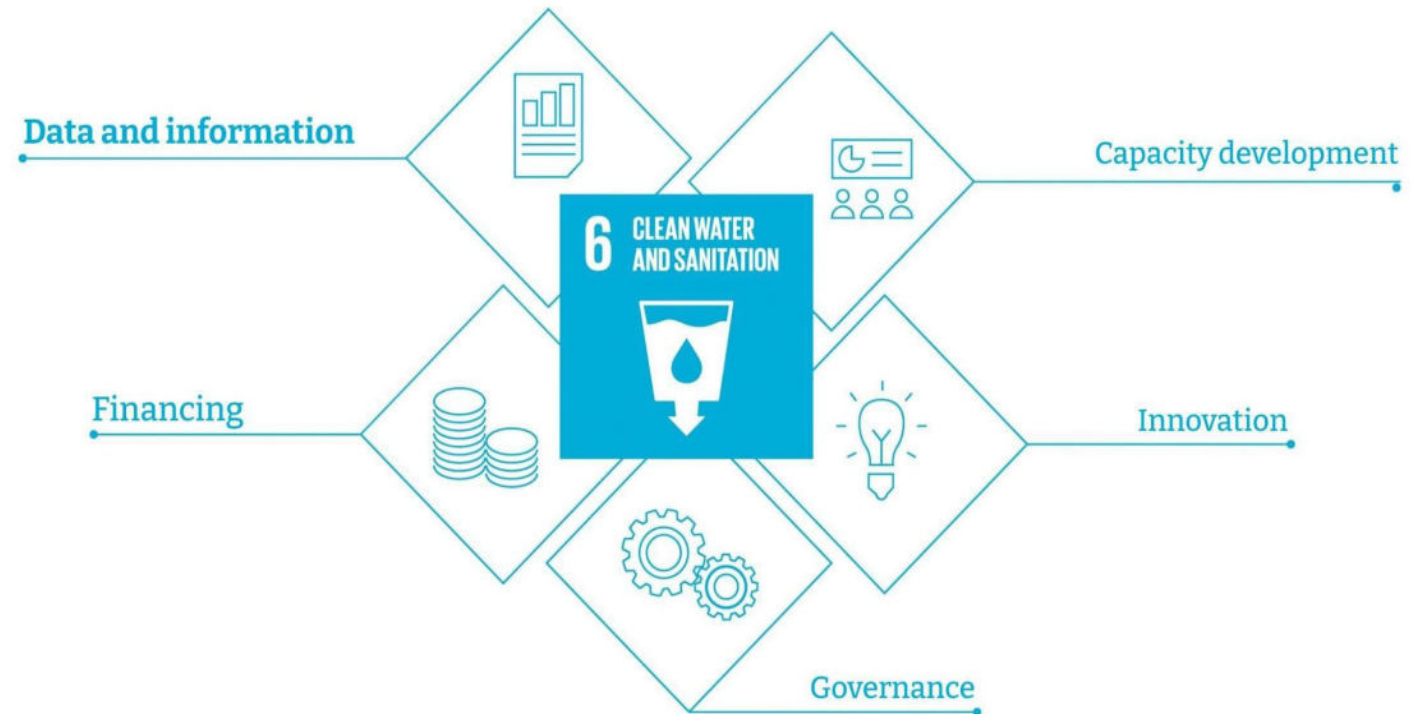 Data and information
Capacity development
6 CLEAN WATER
AND SANITATION
Financing
Innovation
Governance